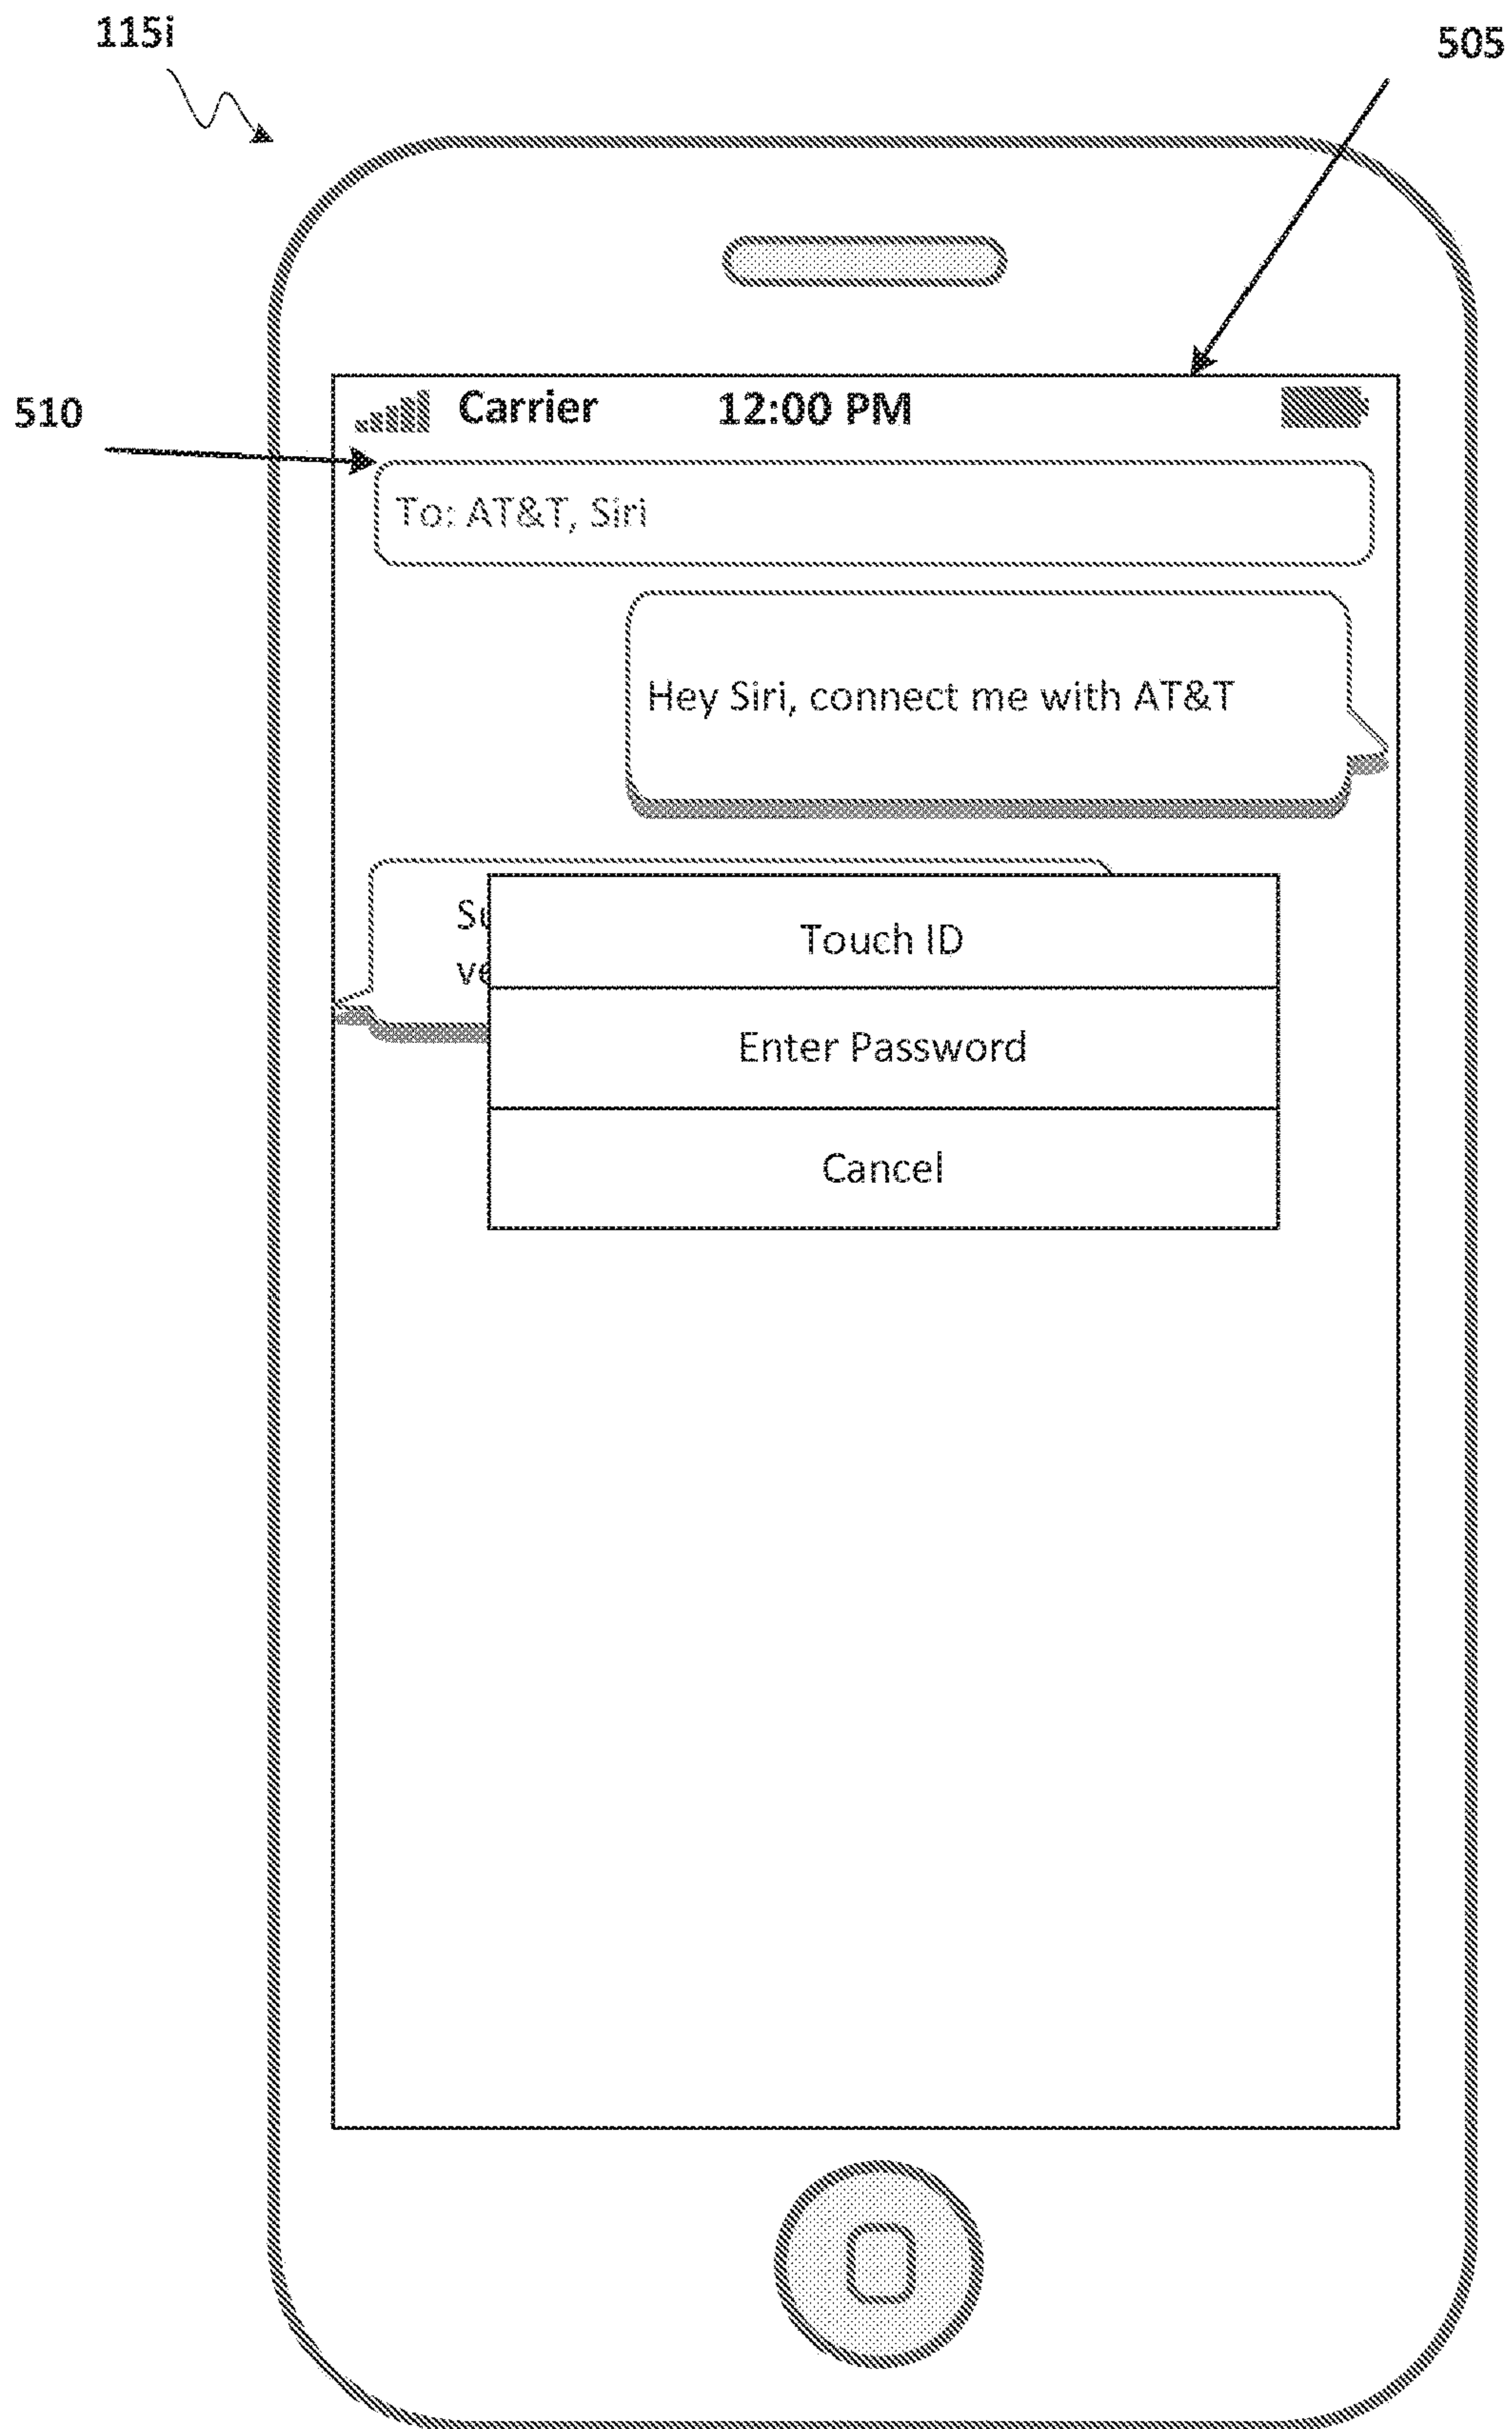 115i
505
510
Carrier 12:00 PM
To: AT&T, Siri
Hey Siri, connect me with AT&T
Touch ID
Enter Password
Cancel